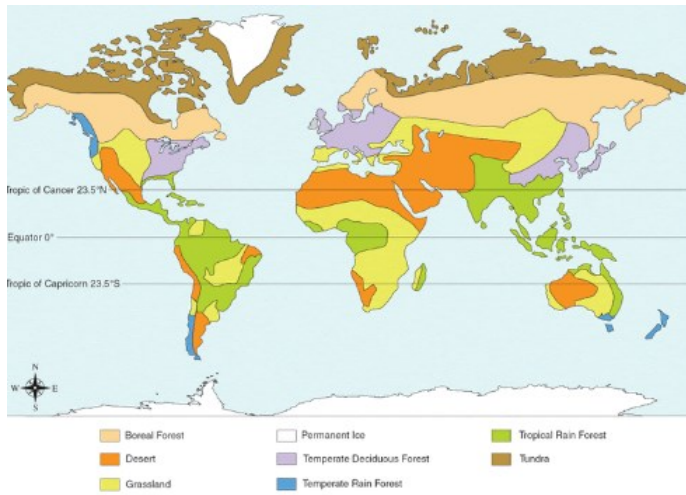 Tropic of Cancer 23.5°N
Equator 0°
Tropic of Capricorn 23.5°S
N
W E
S
Boreal Forest
Permanent Ice
Tropical Rain Forest
Desert
Temperate Deciduous Forest
Tundra
Grassland
Temperate Rain Forest